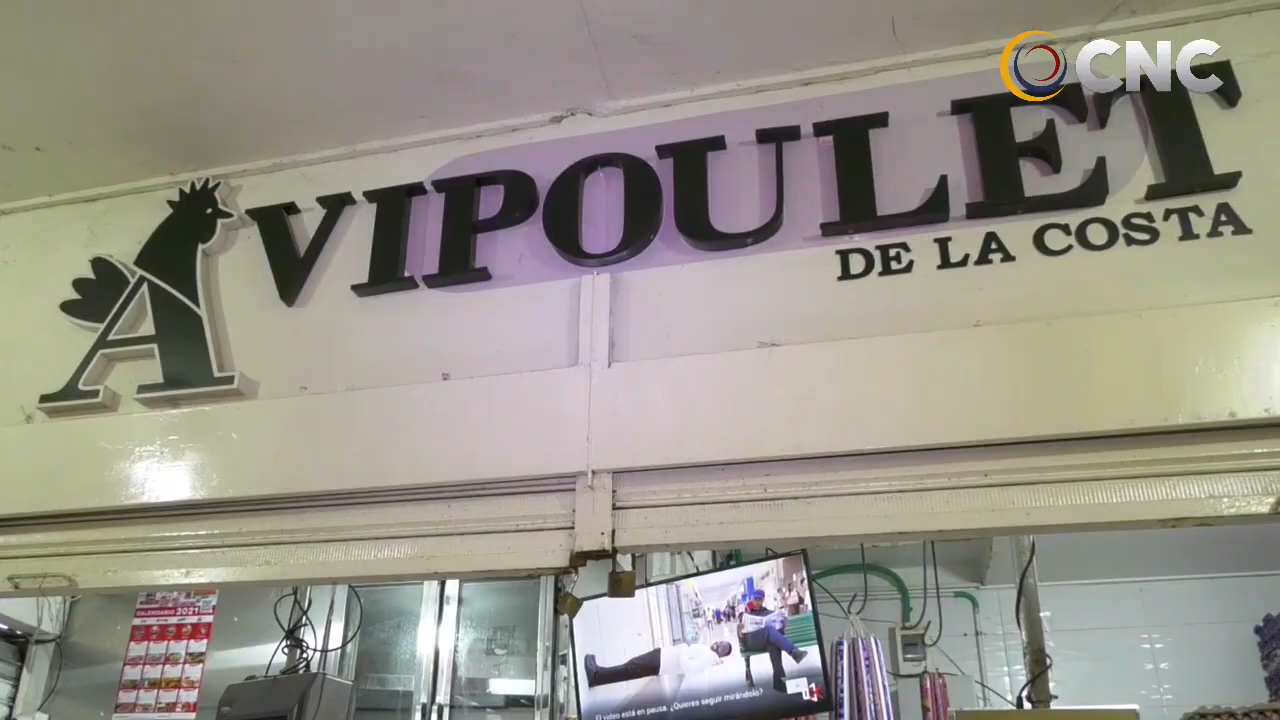 CNC
AVIPOULET
DE LA COSTA
CALENDARIO 2021
El video está en pausa. ¿Quieres seguir mirándolo?